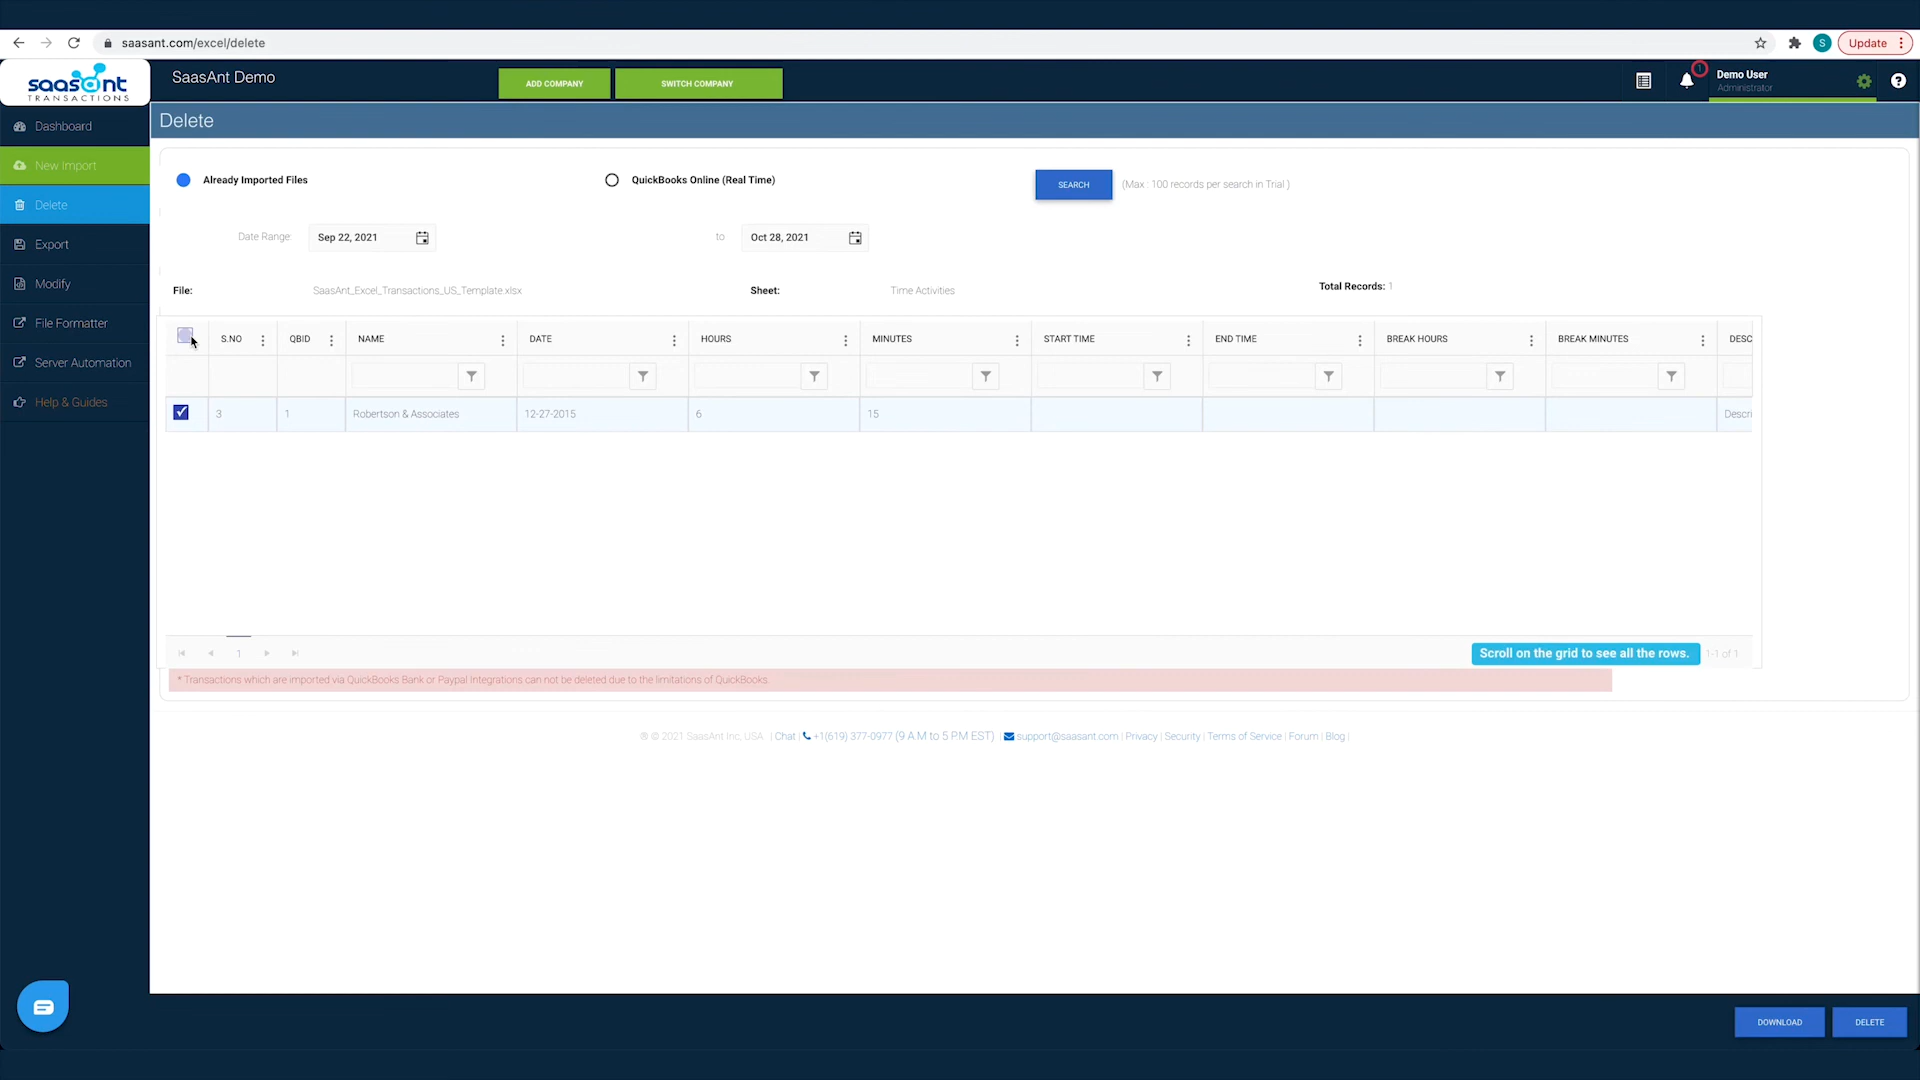 saasant.com/excel/delete
S
Update
saasant
TRANSACTIONS
SaasAnt Demo
ADD COMPANY
SWITCH COMPANY
1
Demo User
Administrator
Dashboard
New Import
Delete
Export
Modify
File Formatter
Server Automation
Help & Guides
Delete
Already Imported Files
QuickBooks Online (Real Time)
SEARCH
(Max : 100 records per search in Trial )
Date Range:
Sep 22, 2021
to
Oct 28, 2021
File:
SaasAnt_Excel_Transactions_US_Template.xlsx
Sheet:
Time Activities
Total Records: 1
S.NO QBID NAME DATE HOURS MINUTES START TIME END TIME BREAK HOURS BREAK MINUTES DESC
3 1 Robertson & Associates 12-27-2015 6 15 Descri
1
Scroll on the grid to see all the rows.
1-1 of 1
* Transactions which are imported via QuickBooks Bank or Paypal Integrations can not be deleted due to the limitations of QuickBooks.
® © 2021 SaasAnt Inc, USA. | Chat | +1(619) 377-0977 (9 A.M to 5 P.M EST) | support@saasant.com | Privacy | Security | Terms of Service | Forum | Blog |
DOWNLOAD
DELETE